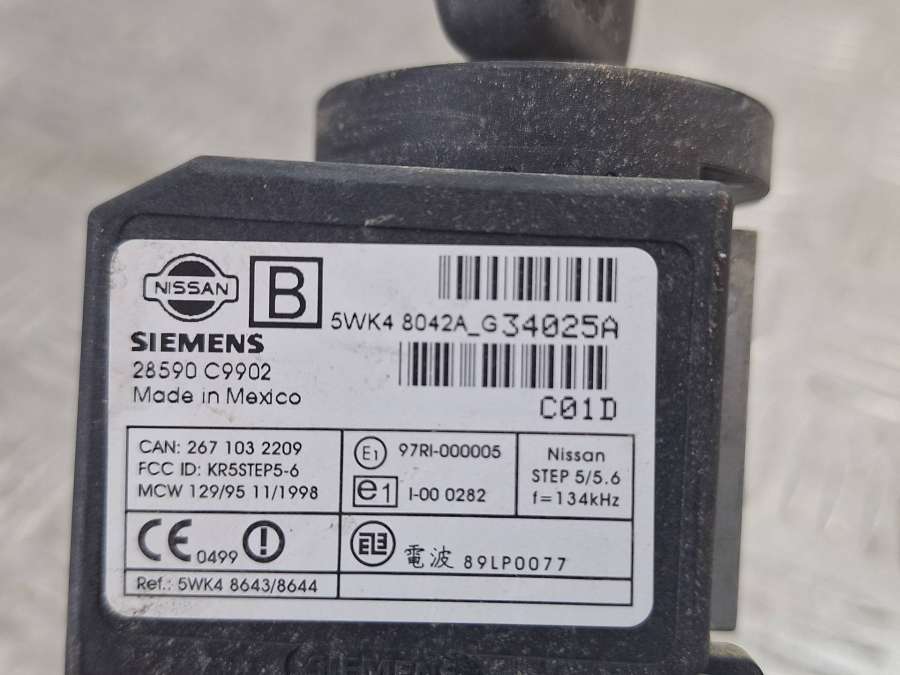 NISSAN
B
5WK4 8042A_G34025A
SIEMENS
28590 C9902
Made in Mexico
C01D
CAN: 267 103 2209
FCC ID: KR5STEP5-6
MCW 129/95 11/1998
E1 97RI-000005
e1 I-00 0282
Nissan
STEP 5/5.6
f=134kHz
CE 0499
電波 89LP0077
Ref.: 5WK4 8643/8644
SIEMENS